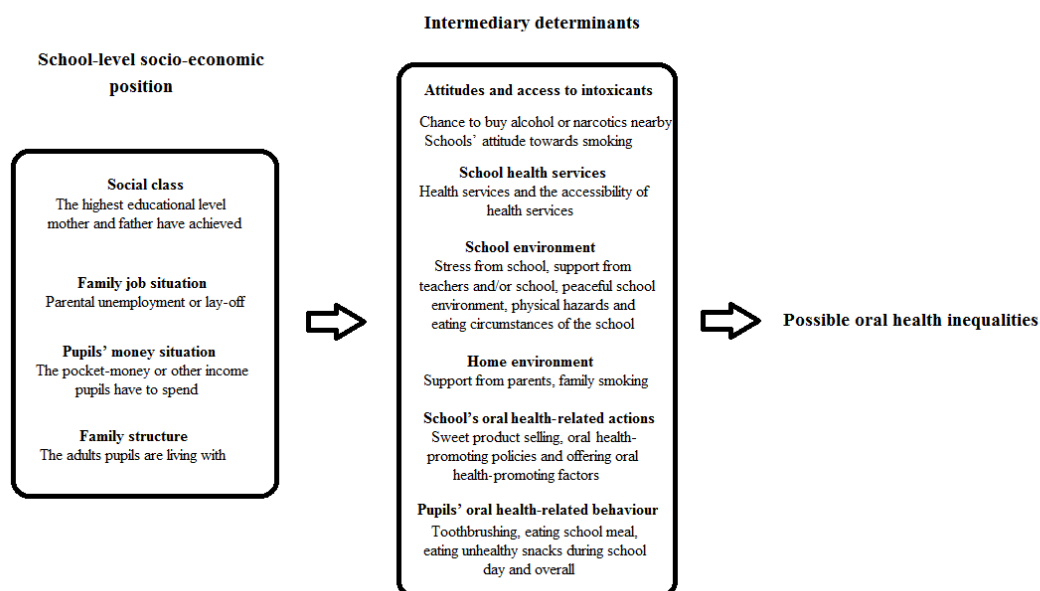 School-level socio-economic
position
Social class
The highest educational level
mother and father have achieved
Family job situation
Parental unemployment or lay-off
Pupils’ money situation
The pocket-money or other income
pupils have to spend
Family structure
The adults pupils are living with
Intermediary determinants
Attitudes and access to intoxicants
Chance to buy alcohol or narcotics nearby
Schools’ attitude towards smoking
School health services
Health services and the accessibility of
health services
School environment
Stress from school, support from
teachers and/or school, peaceful school
environment, physical hazards and
eating circumstances of the school
Home environment
Support from parents, family smoking
School’s oral health-related actions
Sweet product selling, oral health-
promoting policies and offering oral
health-promoting factors
Pupils’ oral health-related behaviour
Toothbrushing, eating school meal,
eating unhealthy snacks during school
day and overall
Possible oral health inequalities